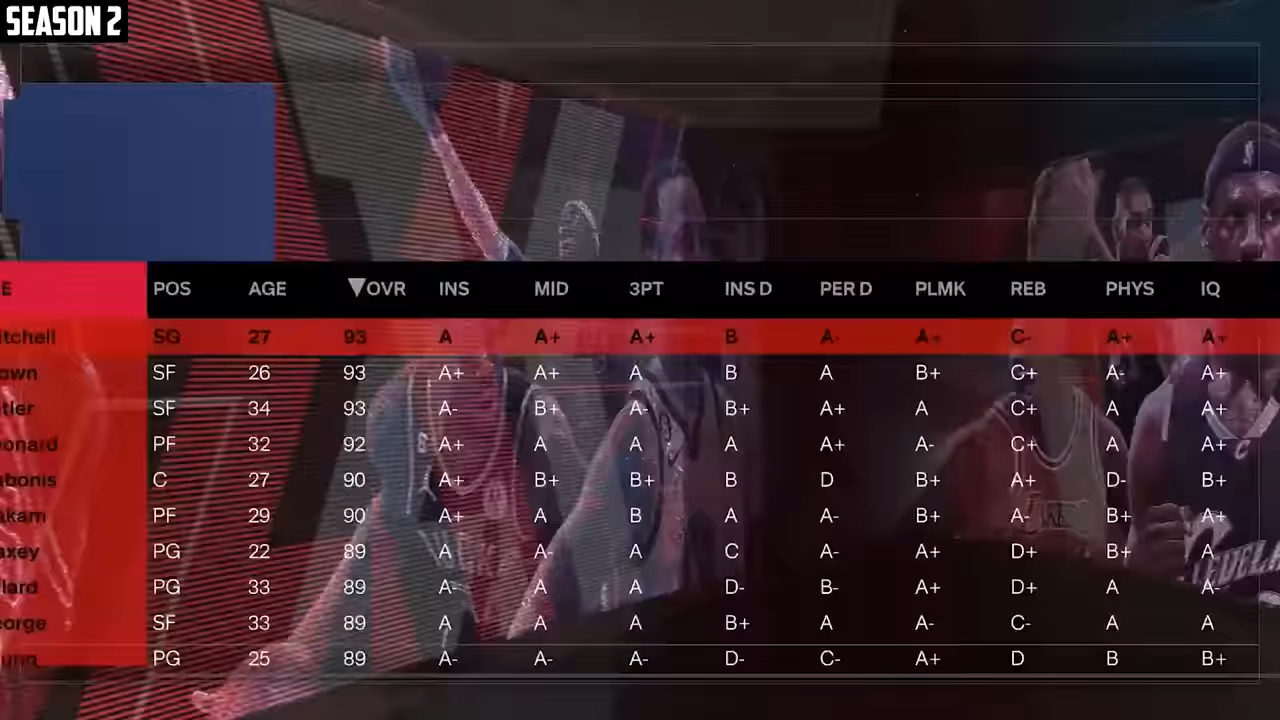 SEASON 2
E POS AGE ▼OVR INS MID 3PT INS D PER D PLMK REB PHYS IQ
itchell SG 27 93 A A+ A+ B A- A+ C- A+ A+
own SF 26 93 A+ A+ A B A B+ C+ A- A+
tler SF 34 93 A- B+ A- B+ A+ A C+ A A+
onard PF 32 92 A+ A A A A+ A- C+ A A+
abonis C 27 90 A+ B+ B+ B D B+ A+ D- B+
akam PF 29 90 A+ A B A A- B+ A- B+ A+
axey PG 22 89 A A- A C A- A+ D+ B+ A
llard PG 33 89 A- A A D- B- A+ D+ A A-
eorge SF 33 89 A A A B+ A A- C- A A
PG 25 89 A- A- A- D- C- A+ D B B+